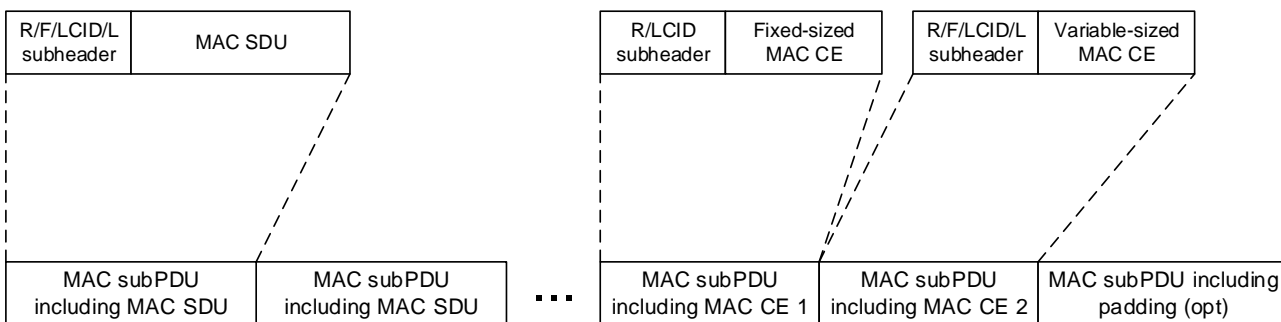 R/F/LCID/L
subheader
MAC SDU
R/LCID
subheader
Fixed-sized
MAC CE
R/F/LCID/L
subheader
Variable-sized
MAC CE
MAC subPDU
including MAC SDU
MAC subPDU
including MAC SDU
...
MAC subPDU
including MAC CE 1
MAC subPDU
including MAC CE 2
MAC subPDU including
padding (opt)